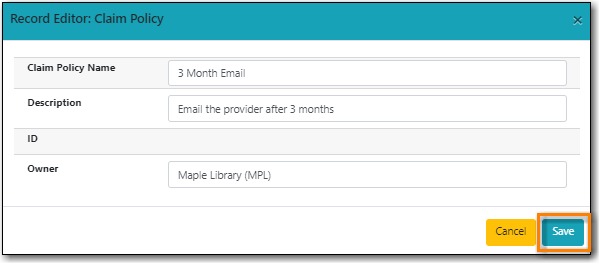 Record Editor: Claim Policy ×
Claim Policy Name 3 Month Email
Description Email the provider after 3 months
ID
Owner Maple Library (MPL)
Cancel Save